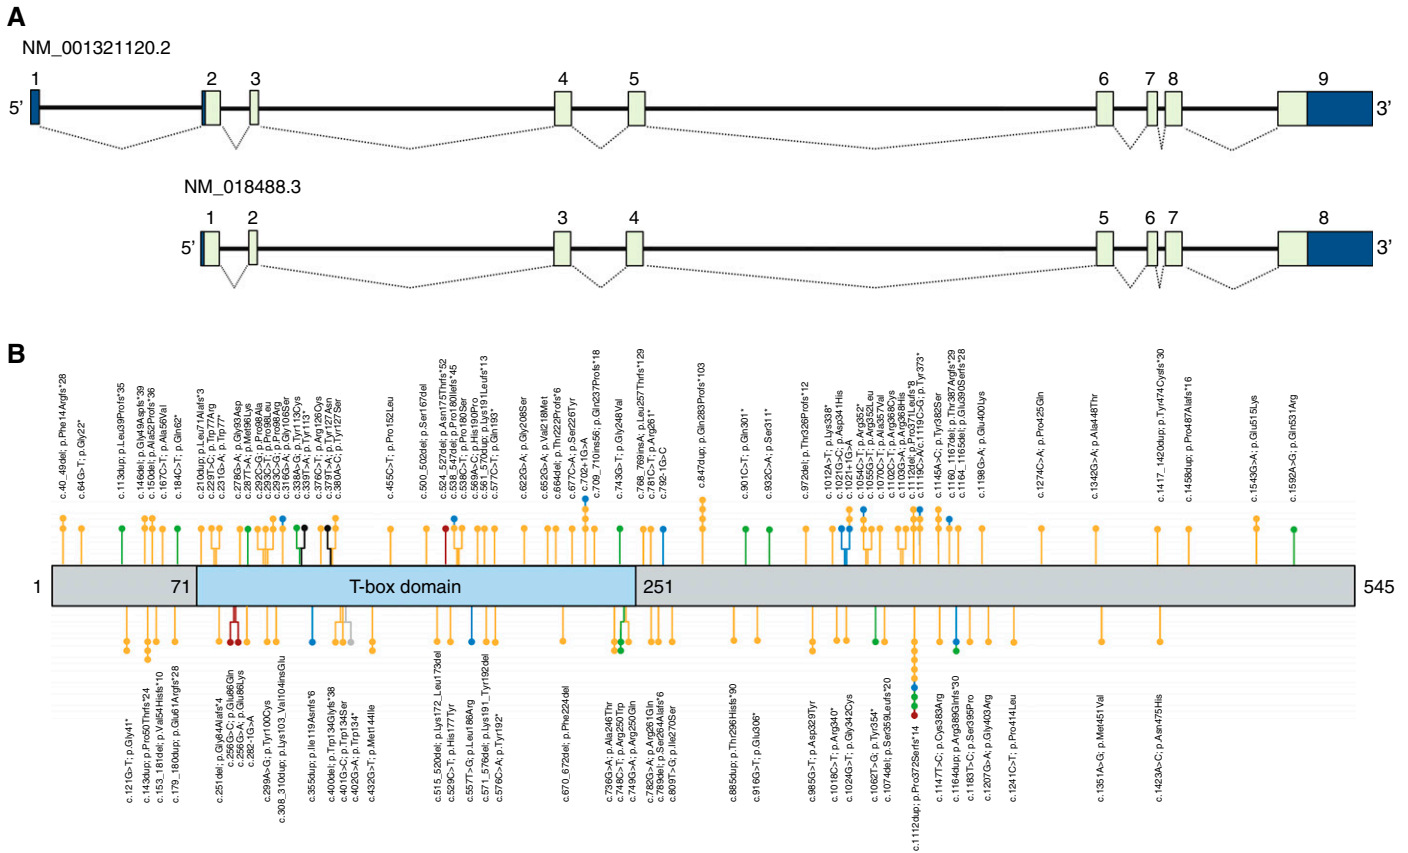 A
NM_001321120.2
1 2 3 4 5 6 7 8 9
5’ 3’
NM_018488.3
1 2 3 4 5 6 7 8
5’ 3’
B
c.40_49del; p.Phe14Argfs*28
c.64G>T; p.Gly22*
c.113dup; p.Leu39Profs*35
c.146del; p.Gly49Aspfs*39
c.150del; p.Ala52Profs*36
c.167C>T; p.Ala56Val
c.184C>T; p.Gln62*
c.210dup; p.Leu71Alafs*3
c.229T>C; p.Trp77Arg
c.231G>A; p.Trp77*
c.278G>A; p.Gly93Asp
c.287T>A; p.Met96Lys
c.292C>G; p.Pro98Ala
c.293C>T; p.Pro98Leu
c.293C>G; p.Pro98Arg
c.316G>A; p.Gly106Ser
c.338A>G; p.Tyr113Cys
c.339T>A; p.Tyr113*
c.376C>T; p.Arg126Cys
c.379T>A; p.Tyr127Asn
c.380A>C; p.Tyr127Ser
c.455C>T; p.Pro152Leu
c.500_502del; p.Ser167del
c.524_527del; p.Asn175Thrfs*52
c.538_547del; p.Pro180Ilefs*45
c.538C>T; p.Pro180Ser
c.569A>C; p.His190Pro
c.561_570dup; p.Lys191Leufs*13
c.577C>T; p.Gln193*
c.622G>A; p.Gly208Ser
c.652G>A; p.Val218Met
c.664del; p.Thr222Profs*6
c.677C>A; p.Ser226Tyr
c.702+1G>A
c.709_710ins56; p.Gln237Profs*18
c.743G>T; p.Gly248Val
c.768_769insA; p.Leu257Thrfs*129
c.781C>T; p.Arg261*
c.792-1G>C
c.847dup; p.Gln283Profs*103
c.901C>T; p.Gln301*
c.932C>A; p.Ser311*
c.972del; p.Thr326Profs*12
c.1012A>T; p.Lys338*
c.1021G>C; p.Asp341His
c.1021+1G>A
c.1054C>T; p.Arg352*
c.1055G>T; p.Arg352Leu
c.1070C>T; p.Ala357Val
c.1102C>T; p.Arg368Cys
c.1103G>A; p.Arg368His
c.1112del; p.Pro371Leufs*8
c.1119C>A/c.1119C>G; p.Tyr373*
c.1145A>C; p.Tyr382Ser
c.1160_1167del; p.Thr387Argfs*29
c.1164_1165del; p.Glu390Serfs*28
c.1198G>A; p.Glu400Lys
c.1274C>A; p.Pro425Gln
c.1342G>A; p.Ala448Thr
c.1417_1420dup; p.Tyr474Cysfs*30
c.1458dup; p.Pro487Alafs*16
c.1543G>A; p.Glu515Lys
c.1592A>G; p.Gln531Arg
1 71 T-box domain 251 545
c.121G>T; p.Gly41*
c.143dup; p.Pro50Thrfs*24
c.153_181del; p.Val54Hisfs*10
c.179_180dup; p.Glu61Argfs*28
c.251del; p.Gly84Alafs*4
c.256G>C; p.Glu86Gln
c.256G>A; p.Glu86Lys
c.282-1G>A
c.299A>G; p.Tyr100Cys
c.308_310dup; p.Lys103_Val104insGlu
c.355dup; p.Ile119Asnfs*6
c.400del; p.Trp134Glyfs*38
c.401G>C; p.Trp134Ser
c.402G>A; p.Trp134*
c.432G>T; p.Met144Ile
c.515_520del; p.Lys172_Leu173del
c.529C>T; p.His177Tyr
c.557T>G; p.Leu186Arg
c.571_576del; p.Lys191_Tyr192del
c.576C>A; p.Tyr192*
c.670_672del; p.Phe224del
c.736G>A; p.Ala246Thr
c.748C>T; p.Arg250Trp
c.749G>A; p.Arg250Gln
c.782G>A; p.Arg261Gln
c.789del; p.Ser264Alafs*6
c.809T>G; p.Ile270Ser
c.885dup; p.Thr296Hisfs*90
c.916G>T; p.Glu306*
c.985G>T; p.Asp329Tyr
c.1018C>T; p.Arg340*
c.1024G>T; p.Gly342Cys
c.1062G>T; p.Tyr354*
c.1074del; p.Ser359Leufs*20
c.1112dup; p.Pro372Serfs*14
c.1147T>C; p.Cys383Arg
c.1164dup; p.Arg389Glnfs*30
c.1183T>C; p.Ser395Pro
c.1207G>A; p.Gly403Arg
c.1241C>T; p.Pro414Leu
c.1351A>G; p.Met451Val
c.1423A>C; p.Asn475His